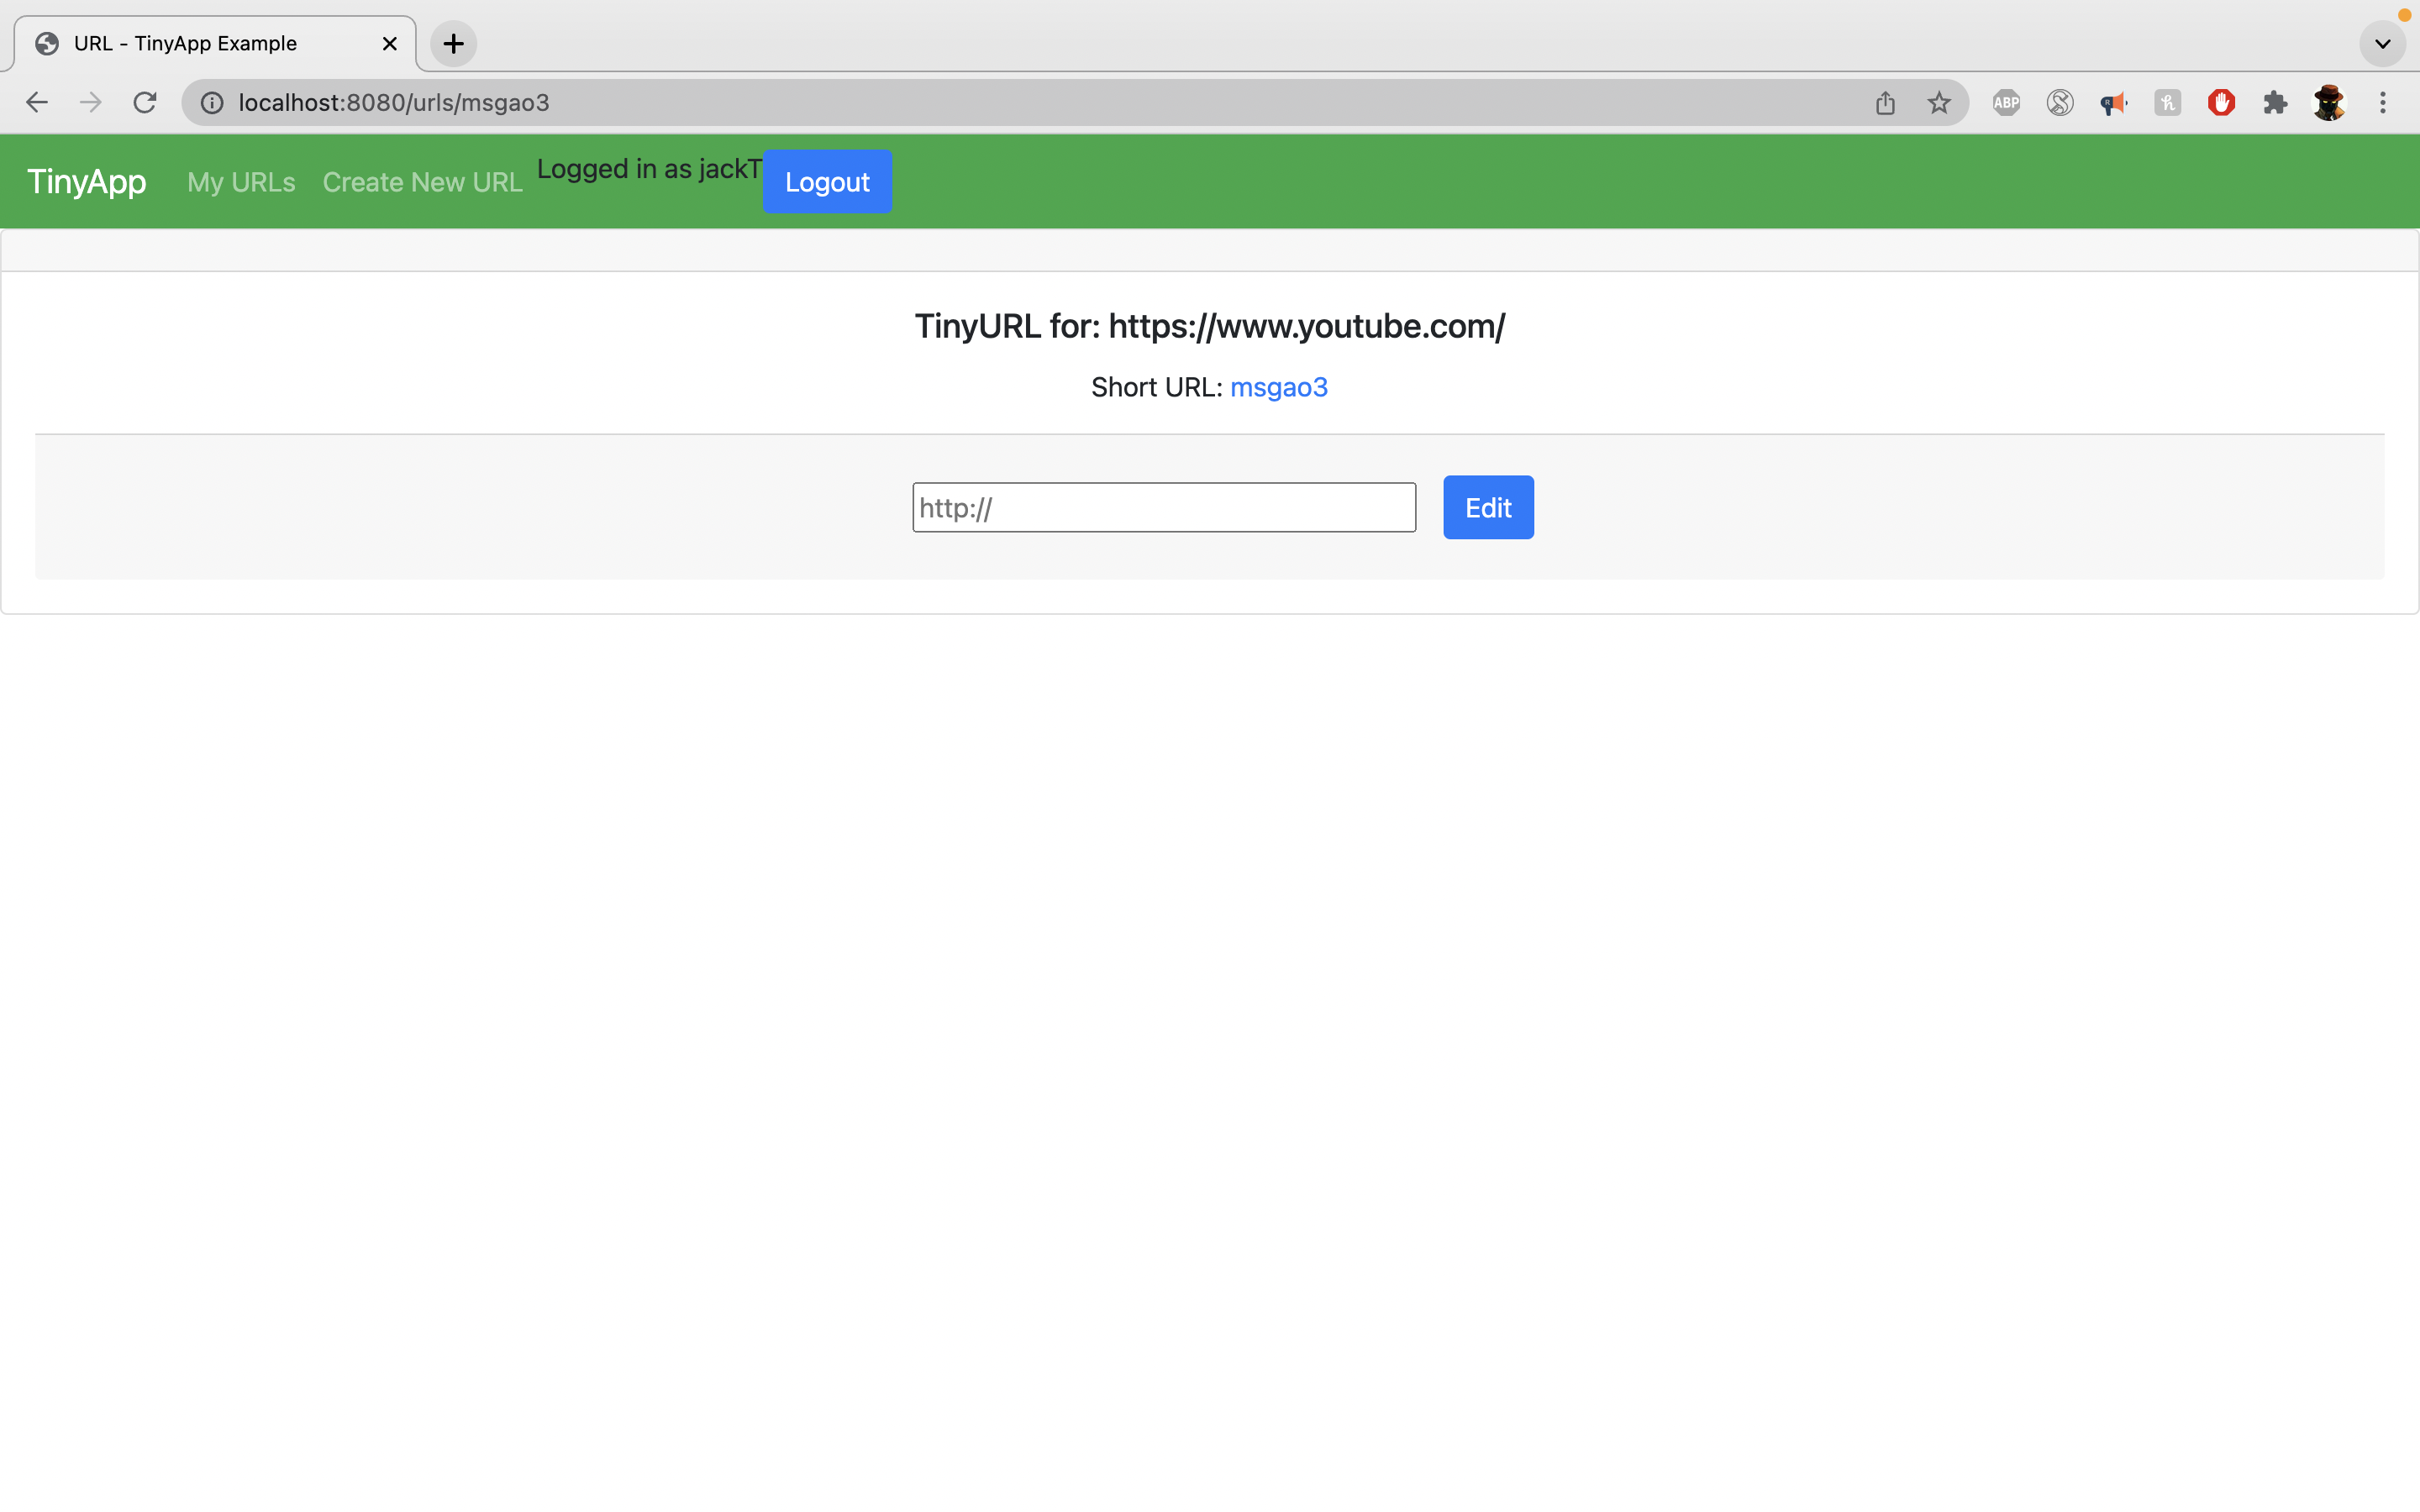 URL - TinyApp Example
localhost:8080/urls/msgao3
ABP
TinyApp My URLs Create New URL Logged in as jackT Logout
TinyURL for: https://www.youtube.com/
Short URL: msgao3
http:// Edit